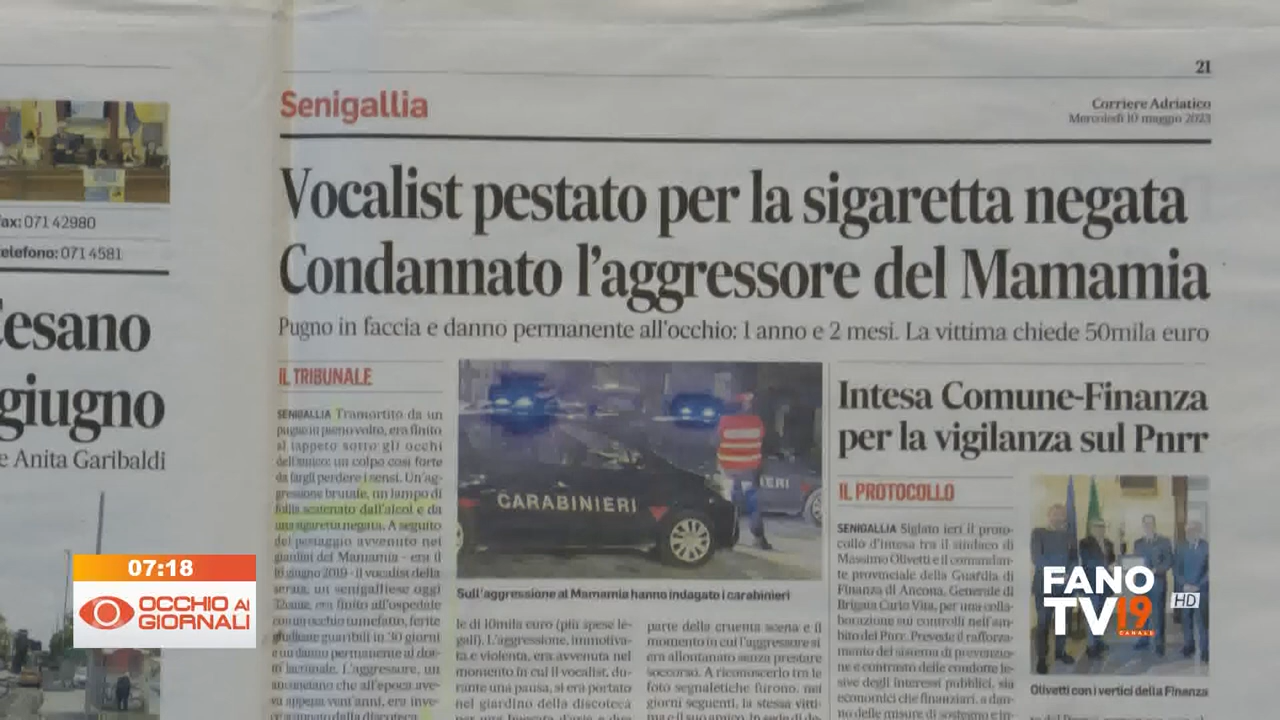 21
Senigallia
Corriere Adriatico
Mercoledì 10 maggio 2023
Vocalist pestato per la sigaretta negata
Condannato l'aggressore del Mamamia
Pugno in faccia e danno permanente all'occhio: 1 anno e 2 mesi. La vittima chiede 50mila euro
fax: 071 42980
elefono: 071 4581
Cesano
giugno
e Anita Garibaldi
IL TRIBUNALE
SENIGALLIA Tramortito da un
pugno in pieno volto, era finito
al tappeto sotto gli occhi
dell'amico: un colpo così forte
da fargli perdere i sensi. Un'ag-
gressione brutale, un lampo di
follia scatenato dall'alcol e da
una sigaretta negata. A seguito
del pestaggio avvenuto nei
giardini del Mamamia - era il
16 giugno 2019 - il vocalist della
serata, un senigalliese oggi
32enne, era finito all'ospedale
con un occhio tumefatto, ferite
giudicate guaribili in 30 giorni
e un danno permanente al dot-
to lacrimale. L'aggressore, un
anconetano che all'epoca ave-
va appena vent'anni, era inve-
CARABINIERI
IERI
Sull'aggressione al Mamamia hanno indagato i carabinieri
le di 10mila euro (più spese le-
gali). L'aggressione, immotiva-
ta e violenta, era avvenuta nel
momento in cui il vocalist, du-
rante una pausa, si era portato
nel giardino della discoteca
parte della cruenta scena e il
momento in cui l'aggressore si
era allontanato senza prestare
soccorso. A riconoscerlo tra le
foto segnaletiche furono, nei
giorni seguenti, la stessa vitti-
Intesa Comune-Finanza
per la vigilanza sul Pnrr
IL PROTOCOLLO
SENIGALLIA Siglato ieri il proto-
collo d'intesa tra il sindaco di
Massimo Olivetti e il comandan-
te provinciale della Guardia di
Finanza di Ancona, Generale di
Brigata Carlo Vita, per una colla-
borazione sui controlli nell'am-
bito del Pnrr. Prevede il rafforza-
mento del sistema di prevenzio-
ne e contrasto delle condotte le-
sive degli interessi pubblici, sia
economici che finanziari, a dan-
no delle misure di sostegno e in-
Olivetti con i vertici della Finanza
07:18
OCCHIO AI
GIORNALI
FANO
TV19
CANALE
HD